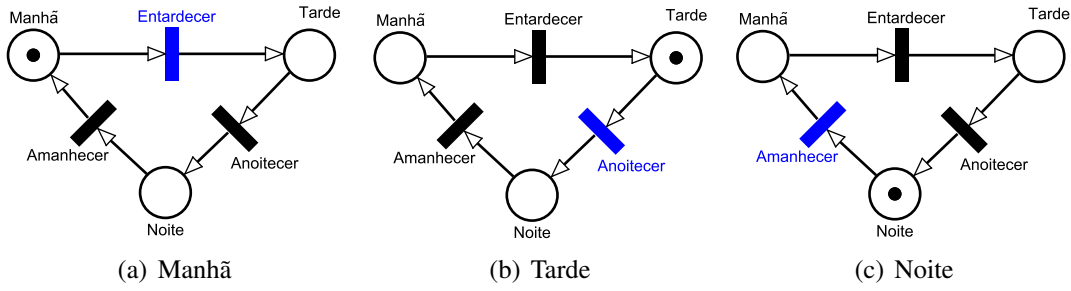 Manhã
Entardecer
Tarde
Amanhecer
Anoitecer
Noite
(a) Manhã
Manhã
Entardecer
Tarde
Amanhecer
Anoitecer
Noite
(b) Tarde
Manhã
Entardecer
Tarde
Amanhecer
Anoitecer
Noite
(c) Noite